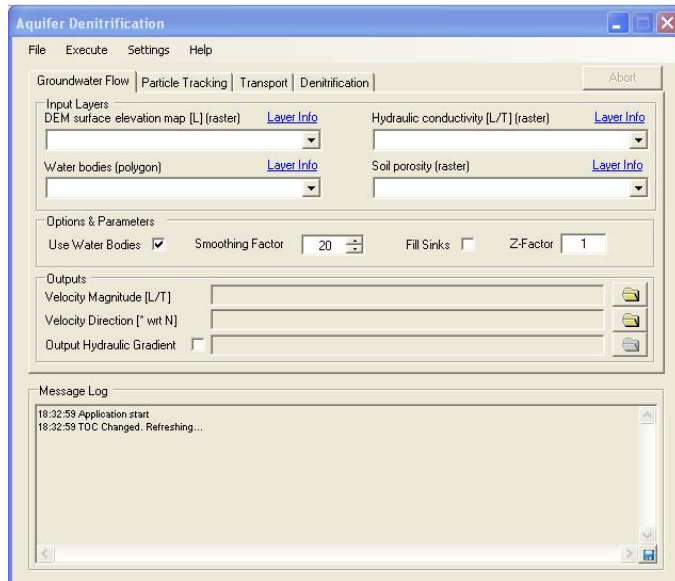 Aquifer Denitrification
File Execute Settings Help
Groundwater Flow Particle Tracking Transport Denitrification Abort
Input Layers
DEM surface elevation map [L] (raster) Layer Info Hydraulic conductivity [L/T] (raster) Layer Info
Water bodies (polygon) Layer Info Soil porosity (raster) Layer Info
Options & Parameters
Use Water Bodies Smoothing Factor 20 Fill Sinks Z-Factor 1
Outputs
Velocity Magnitude [L/T]
Velocity Direction [° wrt N]
Output Hydraulic Gradient
Message Log
18:32:59 Application start
18:32:59 TOC Changed. Refreshing...